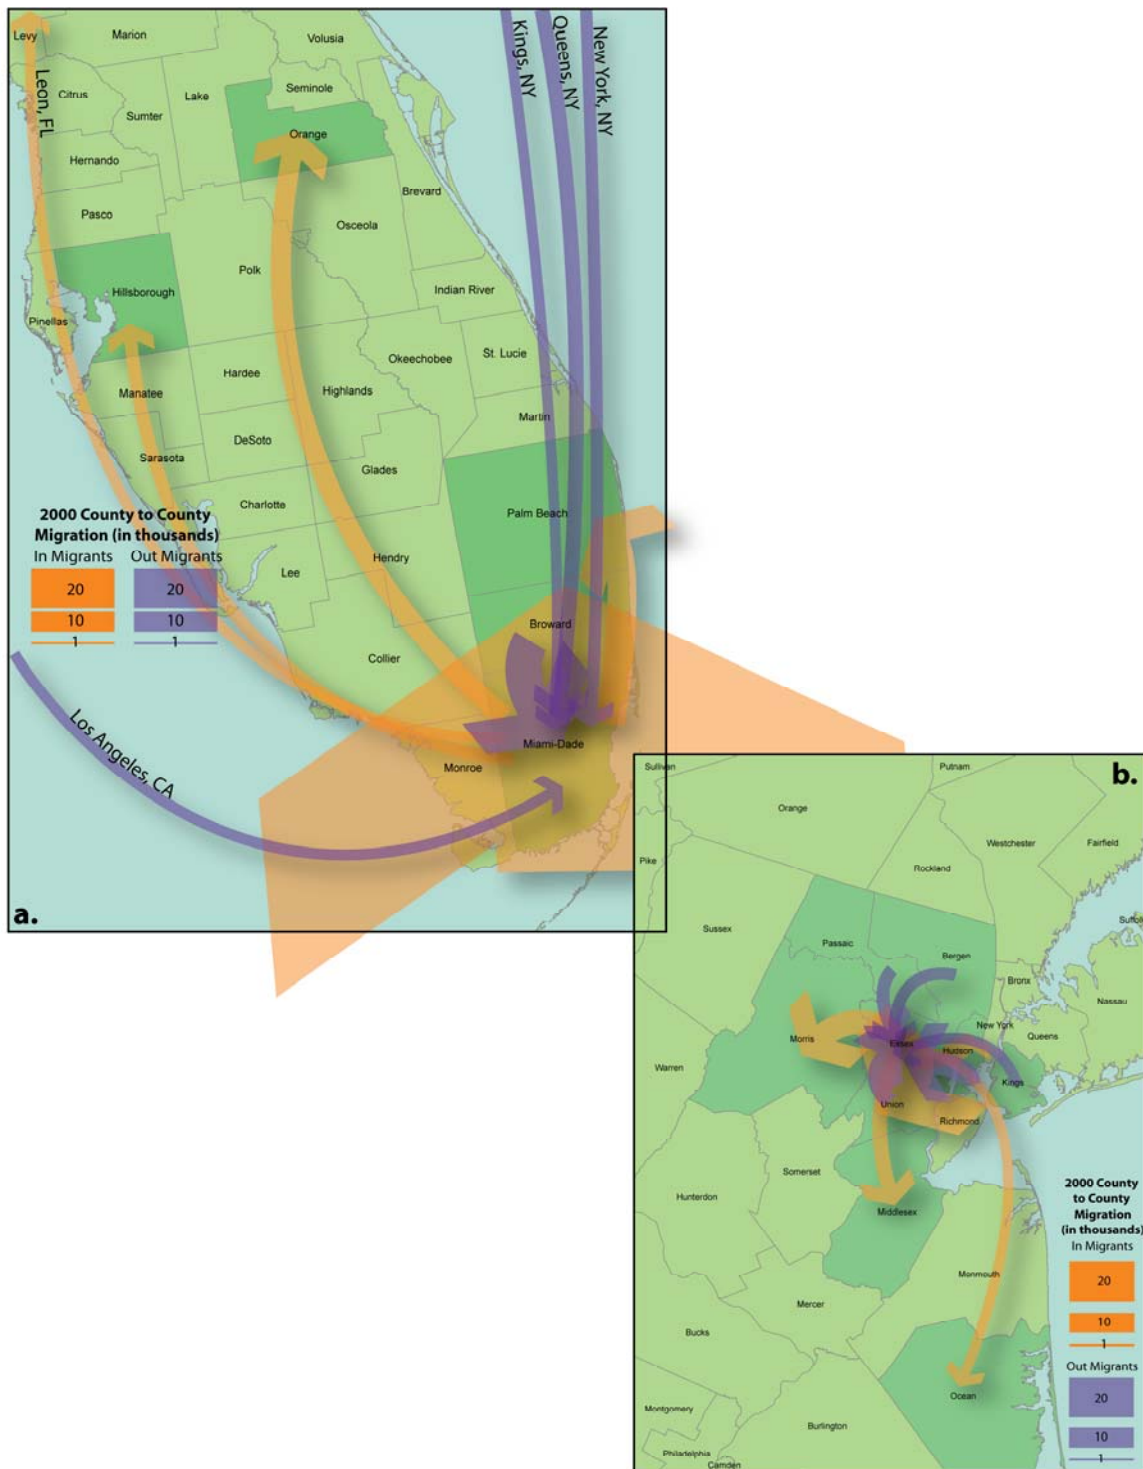 Levy
Marion
Volusia
Kings, NY
Queens, NY
New York, NY
Leon, FL
Citrus
Lake
Seminole
Sumter
Orange
Hernando
Brevard
Pasco
Osceola
Polk
Hillsborough
Indian River
Pinellas
Okeechobee
St. Lucie
Hardee
Manatee
Highlands
Martin
DeSoto
Sarasota
Glades
Charlotte
Palm Beach
2000 County to County
Migration (in thousands)
In Migrants
Out Migrants
20
20
10
10
1
1
Hendry
Lee
Broward
Collier
Miami-Dade
Monroe
Los Angeles, CA
a.
b.
Sullivan
Putnam
Orange
Westchester
Fairfield
Pike
Rockland
Sussex
Passaic
Bergen
Bronx
Nassau
New York
Queens
Morris
Essex
Hudson
Warren
Kings
Union
Richmond
Somerset
Hunterdon
Middlesex
2000 County
to County
Migration
(in thousands)
In Migrants
20
10
1
Out Migrants
20
10
1
Monmouth
Mercer
Bucks
Ocean
Montgomery
Burlington
Philadelphia
Camden